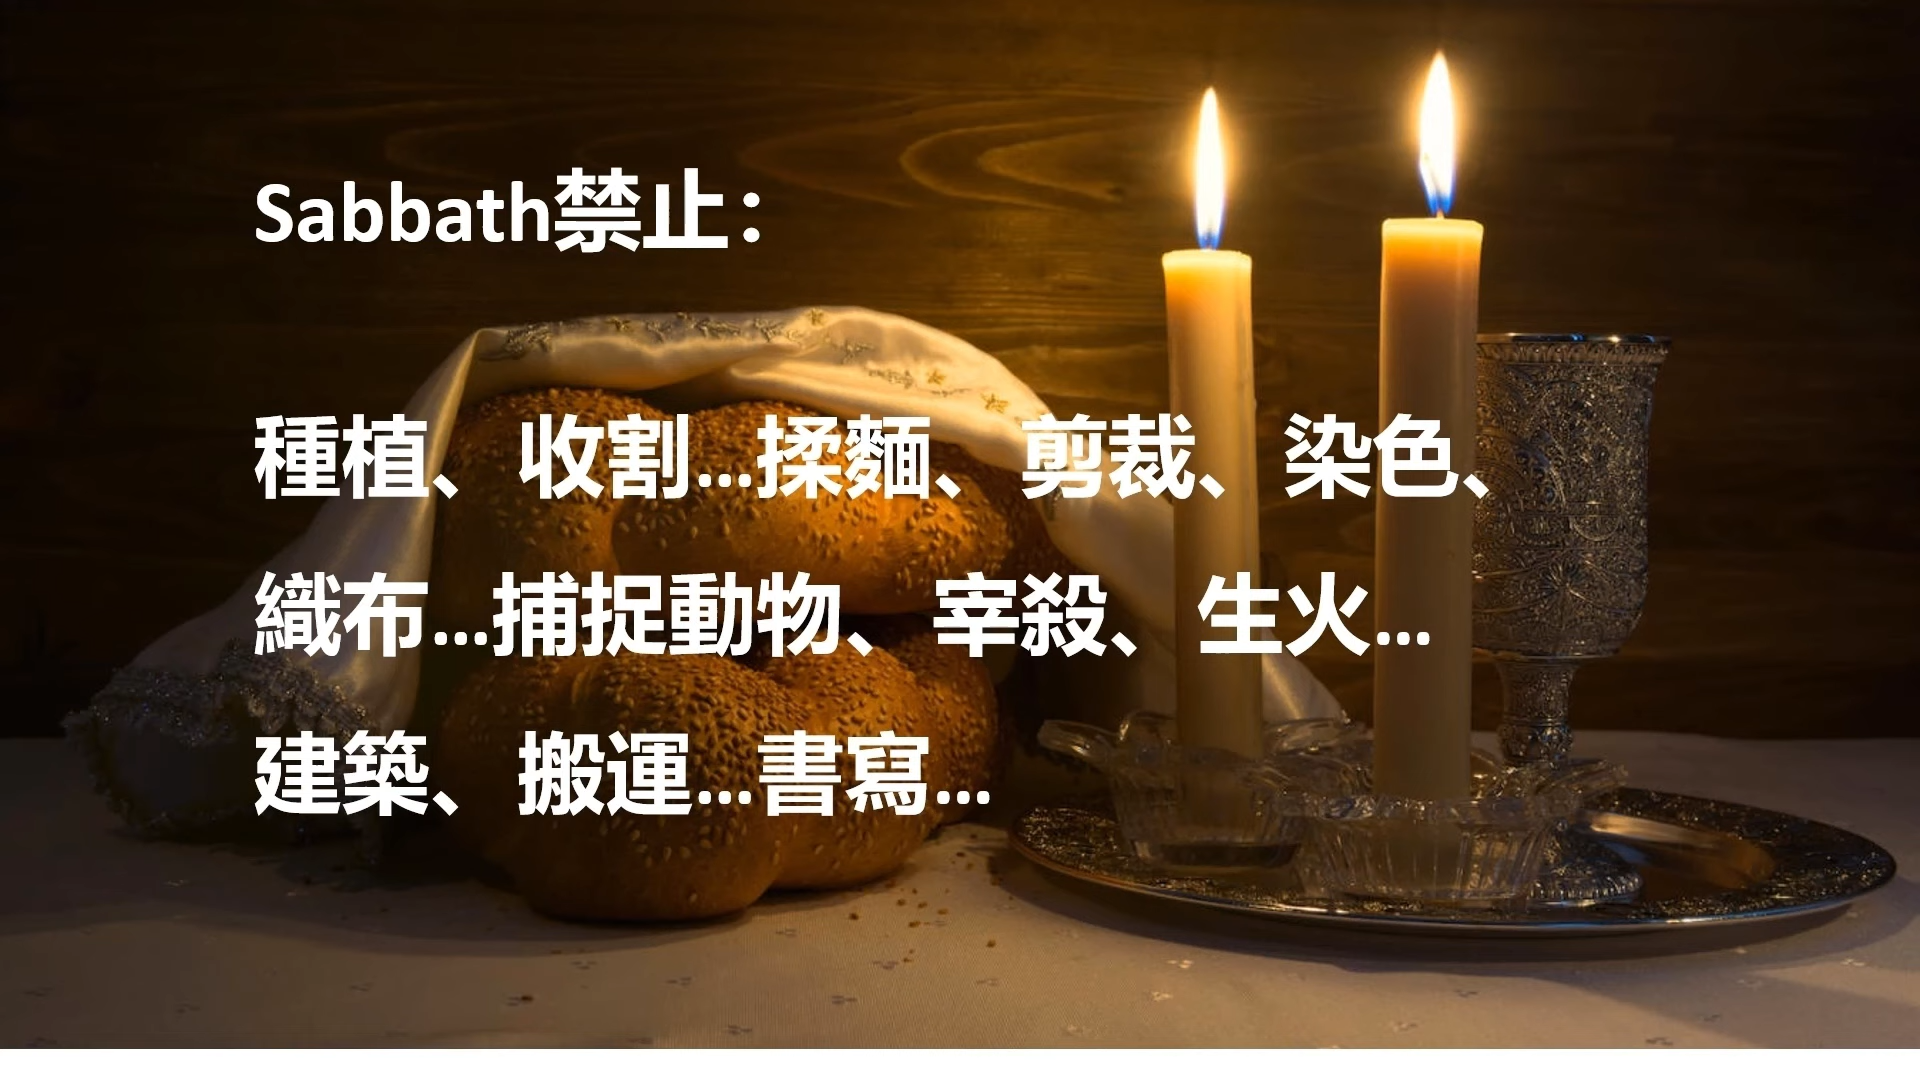 Sabbath禁止：
種植、收割…揉麵、剪裁、染色、
織布…捕捉動物、宰殺、生火…
建築、搬運…書寫…